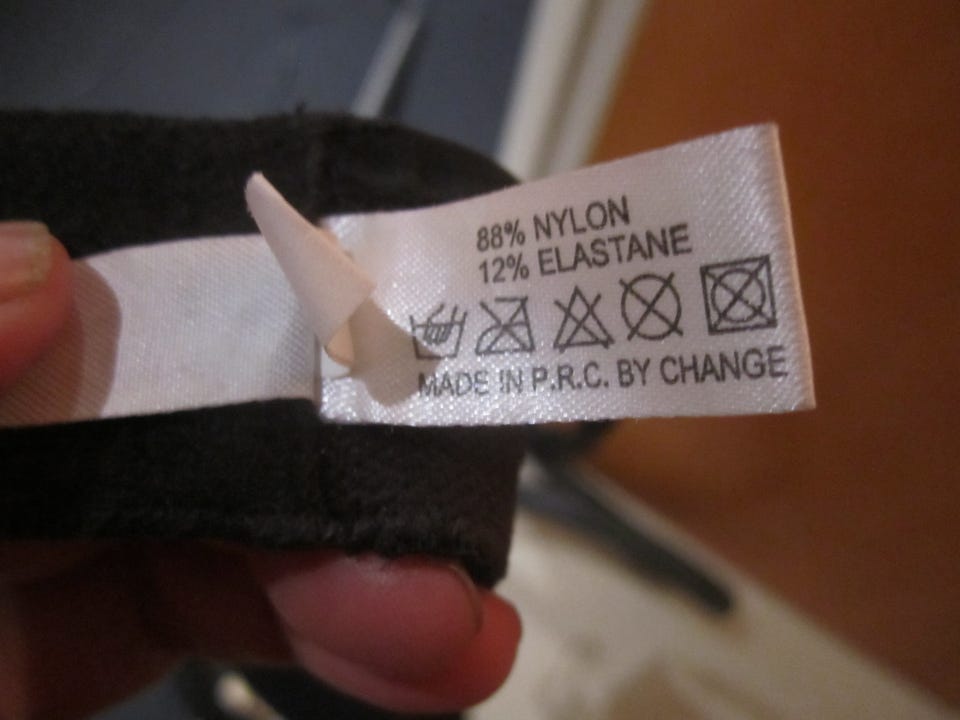 88% NYLON
12% ELASTANE
MADE IN P.R.C. BY CHANGE